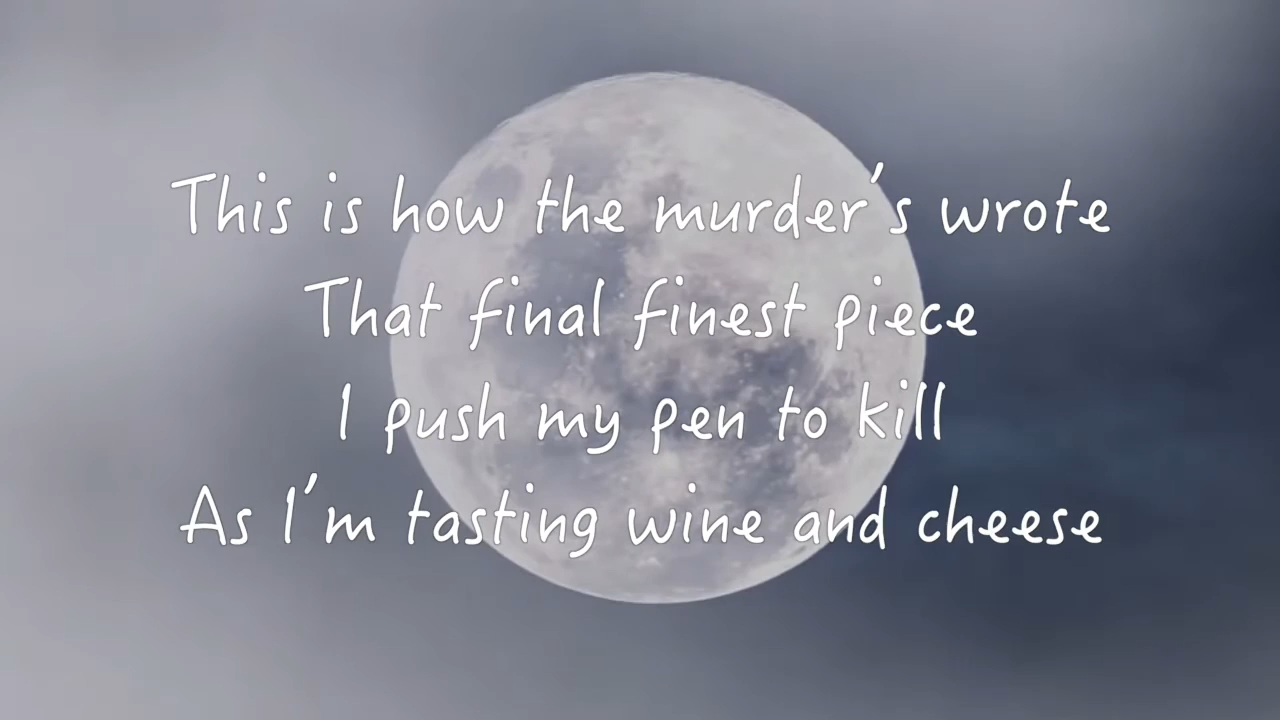 This is how the murder's wrote
That final finest piece
I push my pen to kill
As I'm tasting wine and cheese